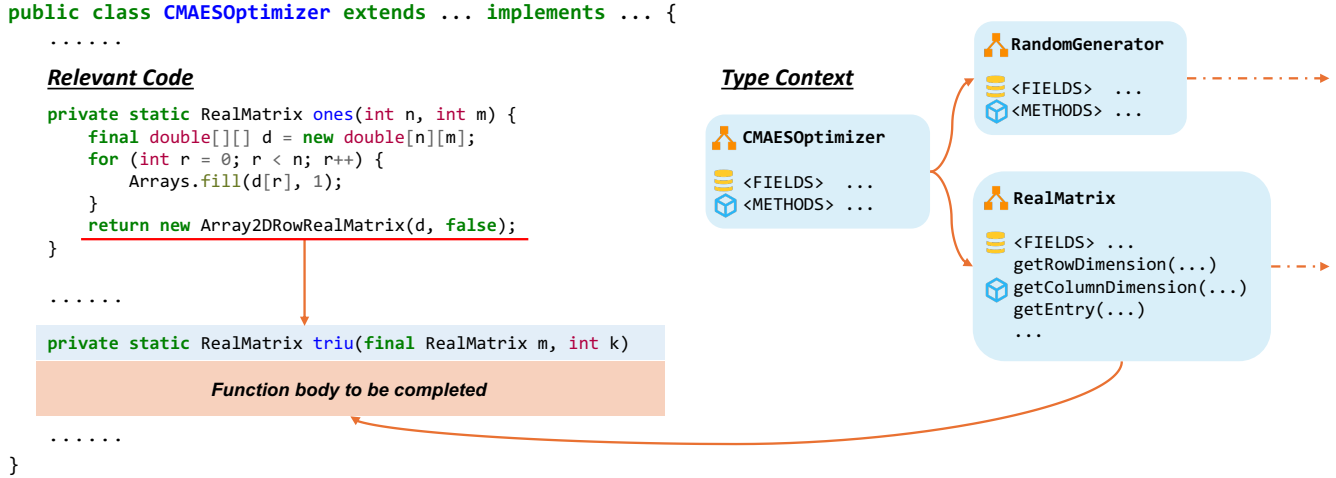 public class CMAESOptimizer extends ... implements ... {
......
Relevant Code
private static RealMatrix ones(int n, int m) {
final double[][] d = new double[n][m];
for (int r = 0; r < n; r++) {
Arrays.fill(d[r], 1);
}
return new Array2DRowRealMatrix(d, false);
}
......
private static RealMatrix triu(final RealMatrix m, int k)
Function body to be completed
......
}
Type Context
CMAESOptimizer
<FIELDS> ...
<METHODS> ...
RandomGenerator
<FIELDS> ...
<METHODS> ...
RealMatrix
<FIELDS> ...
getRowDimension(...)
getColumnDimension(...)
getEntry(...)
...